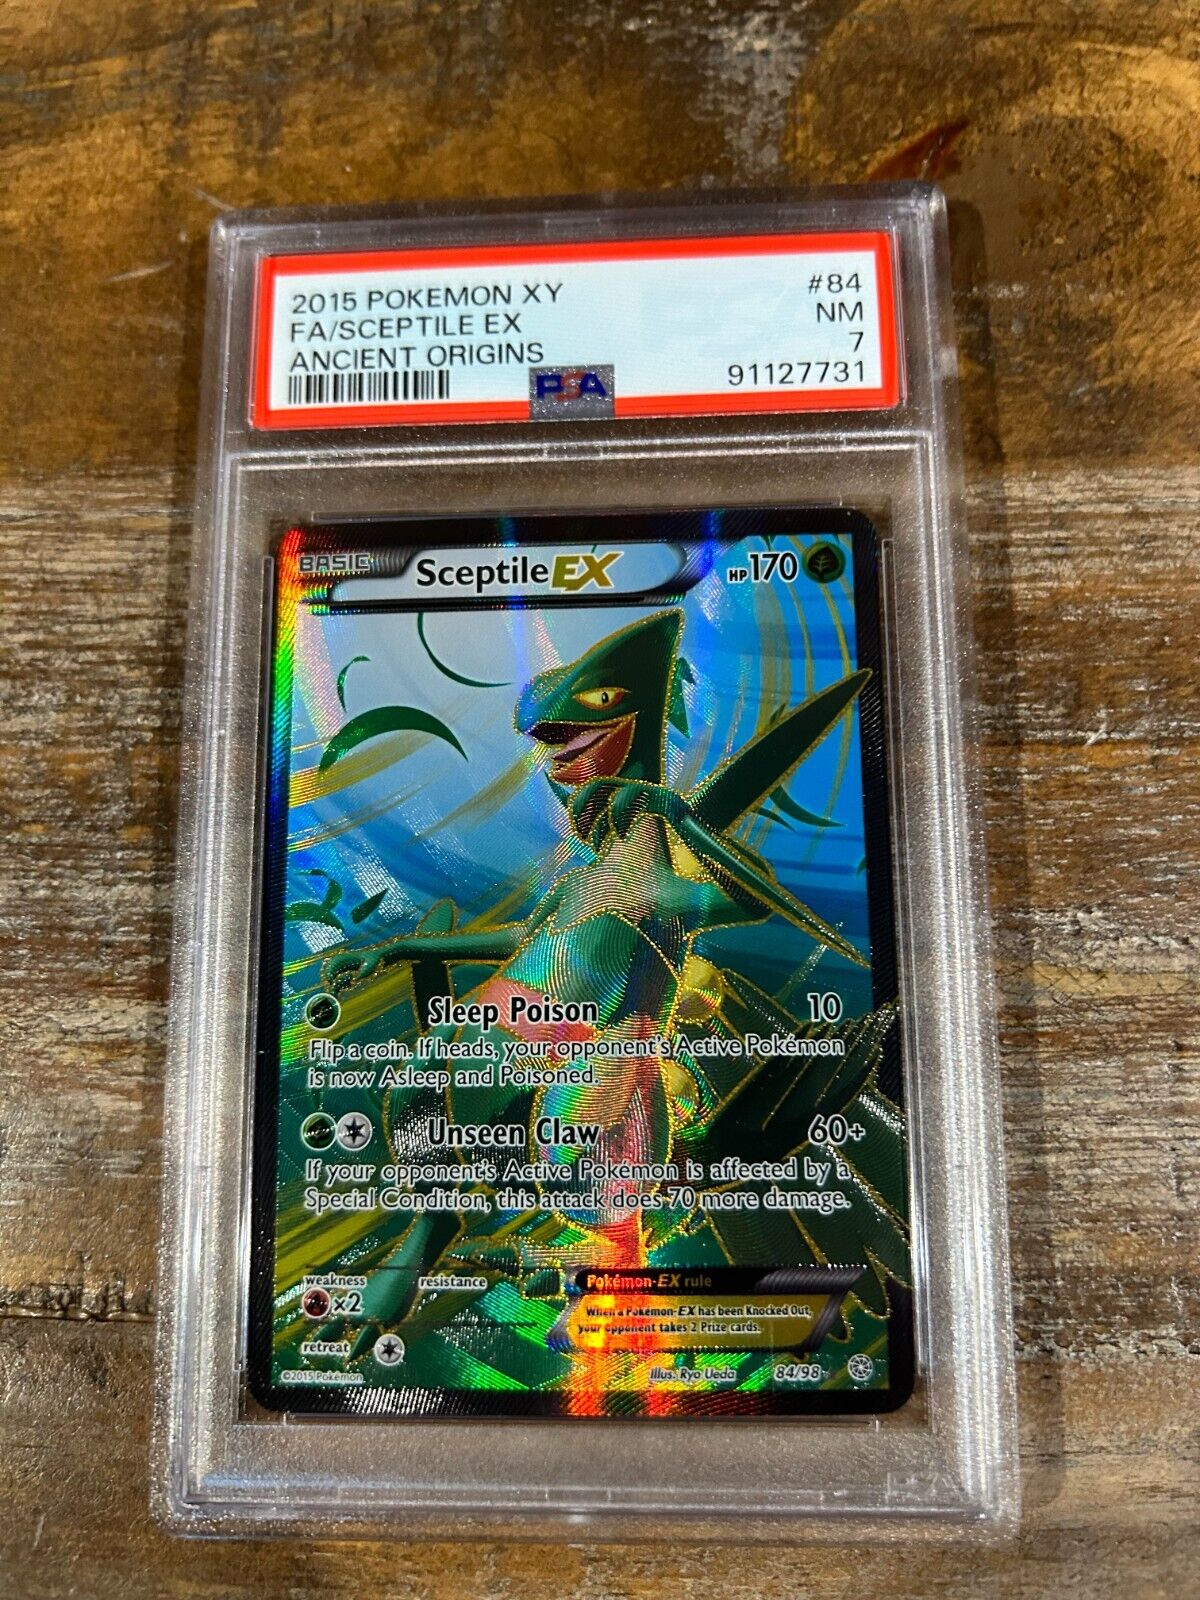 2015 POKEMON XY #84
FA/SCEPTILE EX NM
ANCIENT ORIGINS 7
PSA 91127731
BASIC Sceptile EX HP 170
Sleep Poison 10
Flip a coin. If heads, your opponent's Active Pokémon
is now Asleep and Poisoned.
Unseen Claw 60+
If your opponent's Active Pokémon is affected by a
Special Condition, this attack does 70 more damage.
weakness resistance
×2
retreat
Pokémon-EX rule
When a Pokémon-EX has been Knocked Out,
your opponent takes 2 Prize cards.
©2015 Pokémon Illus. Ryo Ueda 84/98